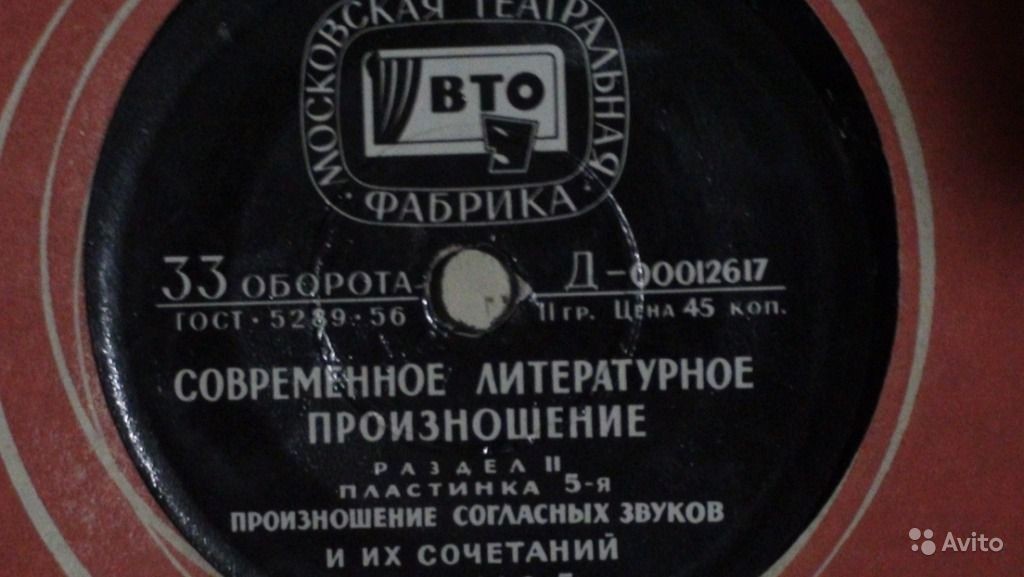 МОСКОВСКАЯ ТЕАТРАЛЬНАЯ
ВТО
· ФАБРИКА ·
33 ОБОРОТА Д-00012617
ГОСТ · 5289 · 56 II ГР. ЦЕНА 45 КОП.
СОВРЕМЕННОЕ ЛИТЕРАТУРНОЕ
ПРОИЗНОШЕНИЕ
РАЗДЕЛ II
ПЛАСТИНКА 5-Я
ПРОИЗНОШЕНИЕ СОГЛАСНЫХ ЗВУКОВ
И ИХ СОЧЕТАНИЙ
Avito